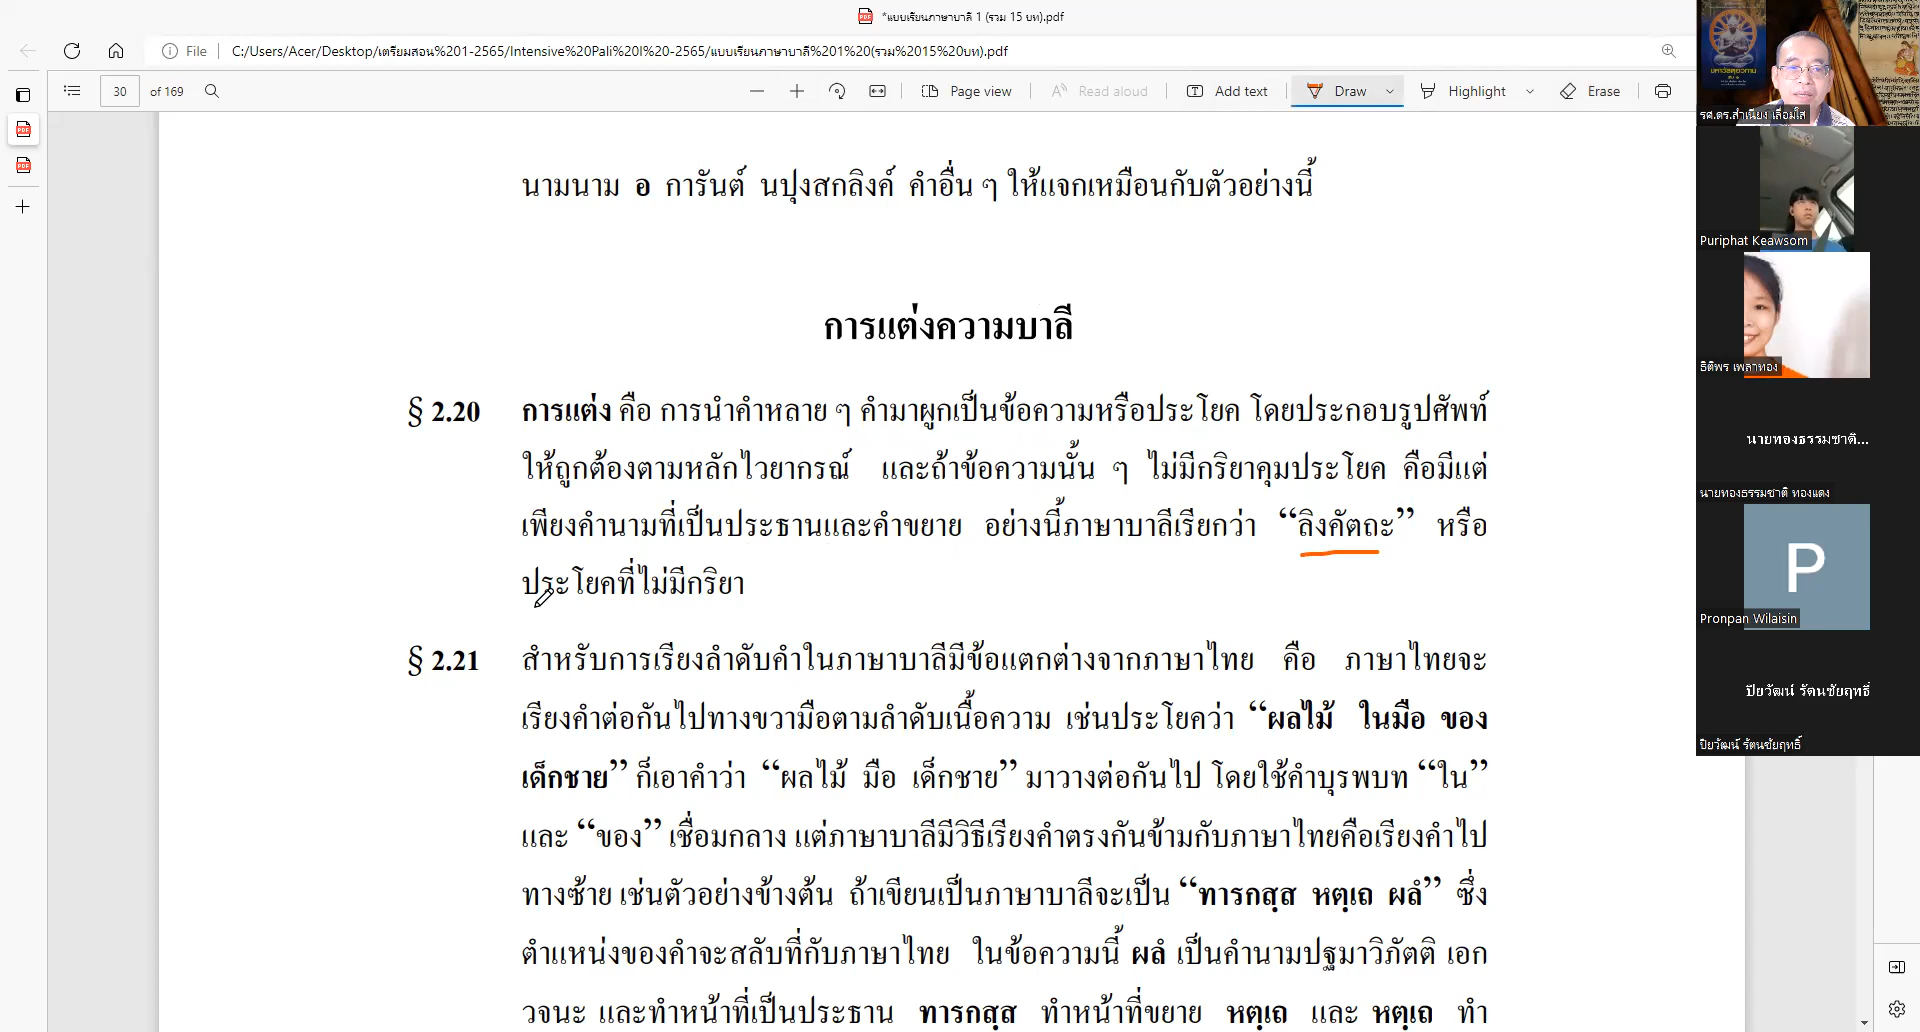 *แบบเรียนภาษาบาลี 1 (รวม 15 บท).pdf
File
C:/Users/Acer/Desktop/เตรียมสอน%201-2565/Intensive%20Pali%20I%20-2565/แบบเรียนภาษาบาลี%201%20(รวม%2015%20บท).pdf
30 of 169
Page view
Read aloud
Add text
Draw
Highlight
Erase
นามนาม อ การันต์ นปุงสกลิงค์ คำอื่น ๆ ให้แจกเหมือนกับตัวอย่างนี้
การแต่งความบาลี
§ 2.20 การแต่ง คือ การนำคำหลาย ๆ คำมาผูกเป็นข้อความหรือประโยค โดยประกอบรูปศัพท์
ให้ถูกต้องตามหลักไวยากรณ์ และถ้าข้อความนั้น ๆ ไม่มีกริยาคุมประโยค คือมีแต่
เพียงคำนามที่เป็นประธานและคำขยาย อย่างนี้ภาษาบาลีเรียกว่า “ลิงคัตถะ” หรือ
ประโยคที่ไม่มีกริยา
§ 2.21 สำหรับการเรียงลำดับคำในภาษาบาลีมีข้อแตกต่างจากภาษาไทย คือ ภาษาไทยจะ
เรียงคำต่อกันไปทางขวามือตามลำดับเนื้อความ เช่นประโยคว่า “ผลไม้ ในมือ ของ
เด็กชาย” ก็เอาคำว่า “ผลไม้ มือ เด็กชาย” มาวางต่อกันไป โดยใช้คำบุรพบท “ใน”
และ “ของ” เชื่อมกลาง แต่ภาษาบาลีมีวิธีเรียงคำตรงกันข้ามกับภาษาไทยคือเรียงคำไป
ทางซ้าย เช่นตัวอย่างข้างต้น ถ้าเขียนเป็นภาษาบาลีจะเป็น “ทารกสฺส หตฺเถ ผลํ” ซึ่ง
ตำแหน่งของคำจะสลับที่กับภาษาไทย ในข้อความนี้ ผลํ เป็นคำนามปฐมาวิภัตติ เอก
วจนะ และทำหน้าที่เป็นประธาน ทารกสฺส ทำหน้าที่ขยาย หตฺเถ และ หตฺเถ ทำ
รศ.ดร.สำเนียง เลื่อมใส
Puriphat Keawsom
ธิติพร เพลาทอง
นายทองธรรมชาติ...
นายทองธรรมชาติ ทองแดง
P
Pronpan Wilaisin
ปิยวัฒน์ รัตนชัยฤทธิ์
ปิยวัฒน์ รัตนชัยฤทธิ์